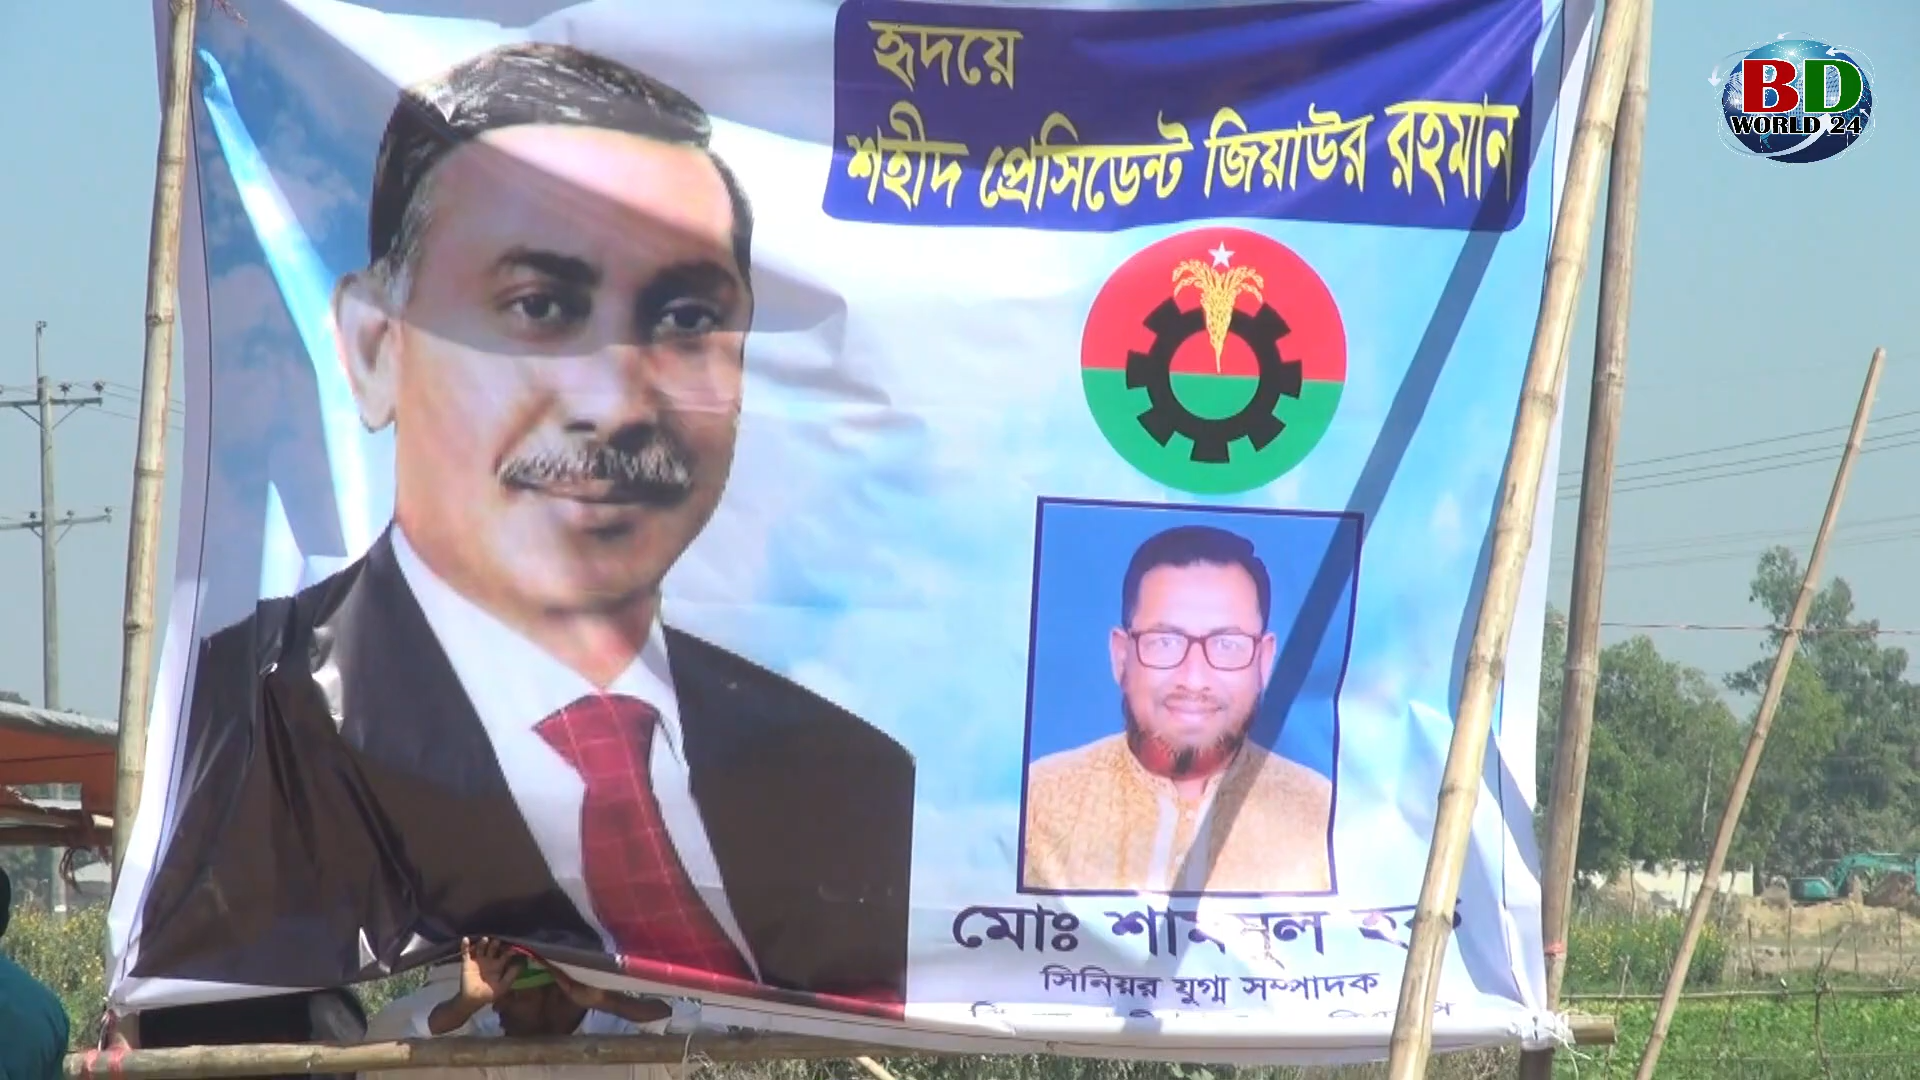 হৃদয়ে
শহীদ প্রেসিডেন্ট জিয়াউর রহমান
BD
WORLD 24
মোঃ শামসুল হক
সিনিয়র যুগ্ম সম্পাদক